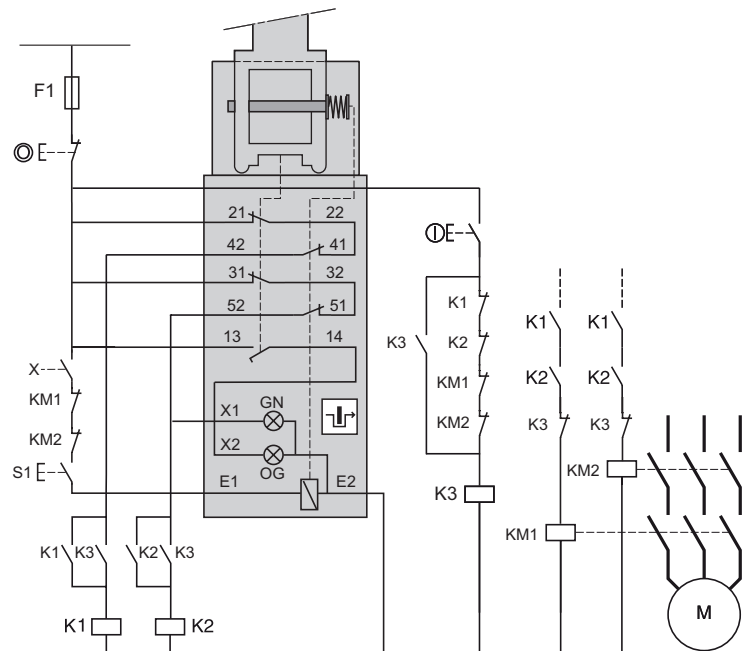 F1
21 22
42 41
31 32
52 51
13 14
X1 GN
X2
OG
E1 E2
X
KM1
KM2
S1
K1 K3 K2 K3
K1 K2
K1
K2
KM1
KM2
K3
K3
K1 K1
K2 K2
K3 K3
KM2
KM1
M